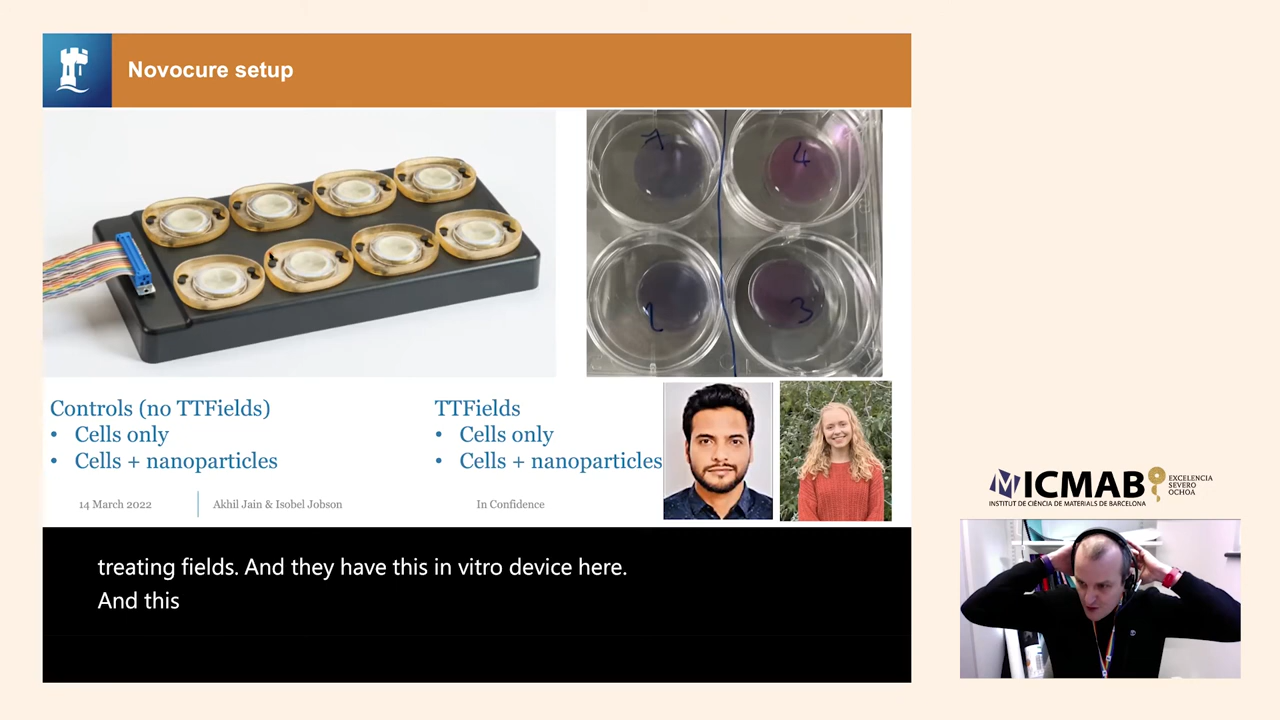 Novocure setup
4
3
Controls (no TTFields)
• Cells only
• Cells + nanoparticles
TTFields
• Cells only
• Cells + nanoparticles
14 March 2022
Akhil Jain & Isobel Jobson
In Confidence
treating fields. And they have this in vitro device here.
And this
ICMAB
EXCELENCIA
SEVERO
OCHOA
INSTITUT DE CIÈNCIA DE MATERIALS DE BARCELONA